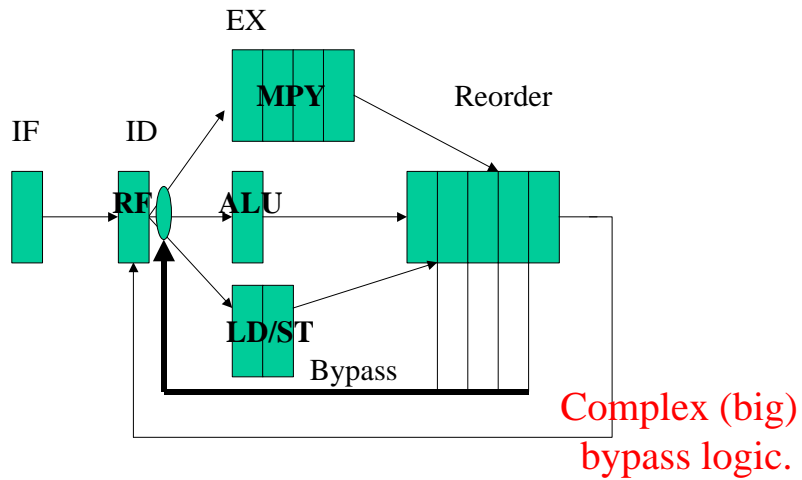 EX
MPY
Reorder
IF
ID
RF
ALU
LD/ST
Bypass
Complex (big)
bypass logic.